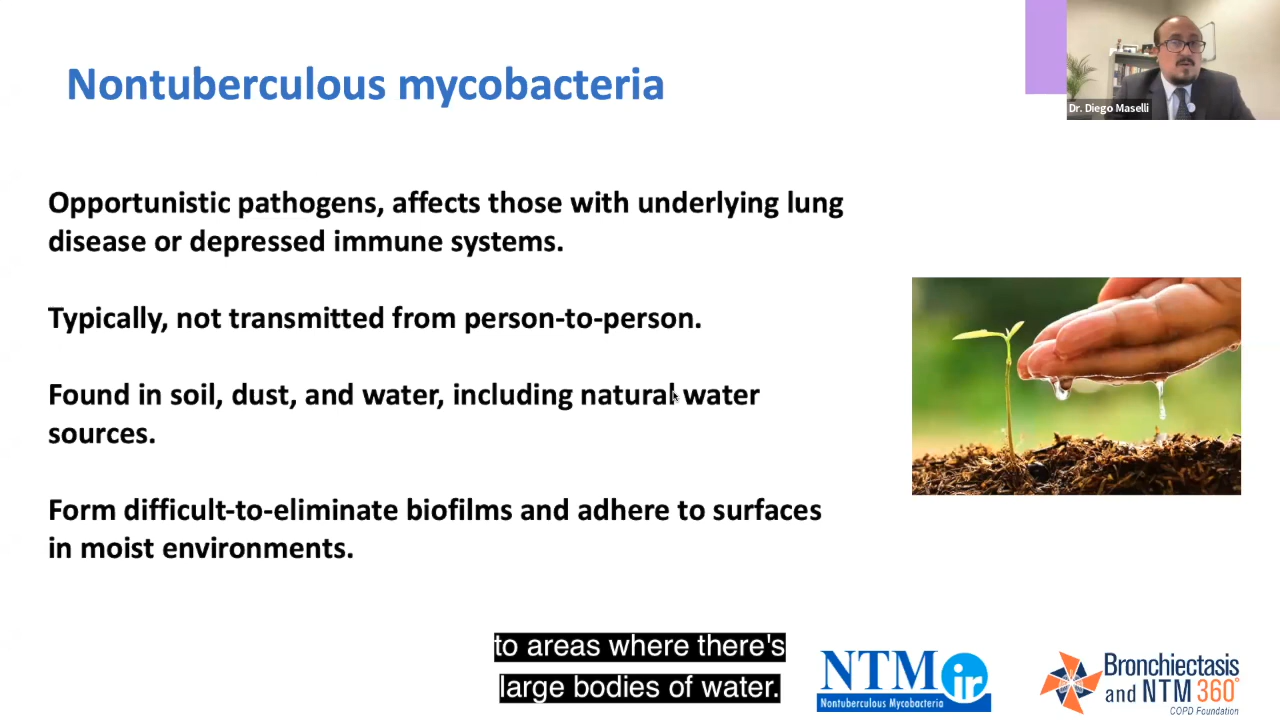 Nontuberculous mycobacteria
Dr. Diego Maselli
Opportunistic pathogens, affects those with underlying lung
disease or depressed immune systems.
Typically, not transmitted from person-to-person.
Found in soil, dust, and water, including natural water
sources.
Form difficult-to-eliminate biofilms and adhere to surfaces
in moist environments.
to areas where there's
large bodies of water.
NTM ir
Nontuberculous Mycobacteria
Bronchiectasis
and NTM 360°
COPD Foundation